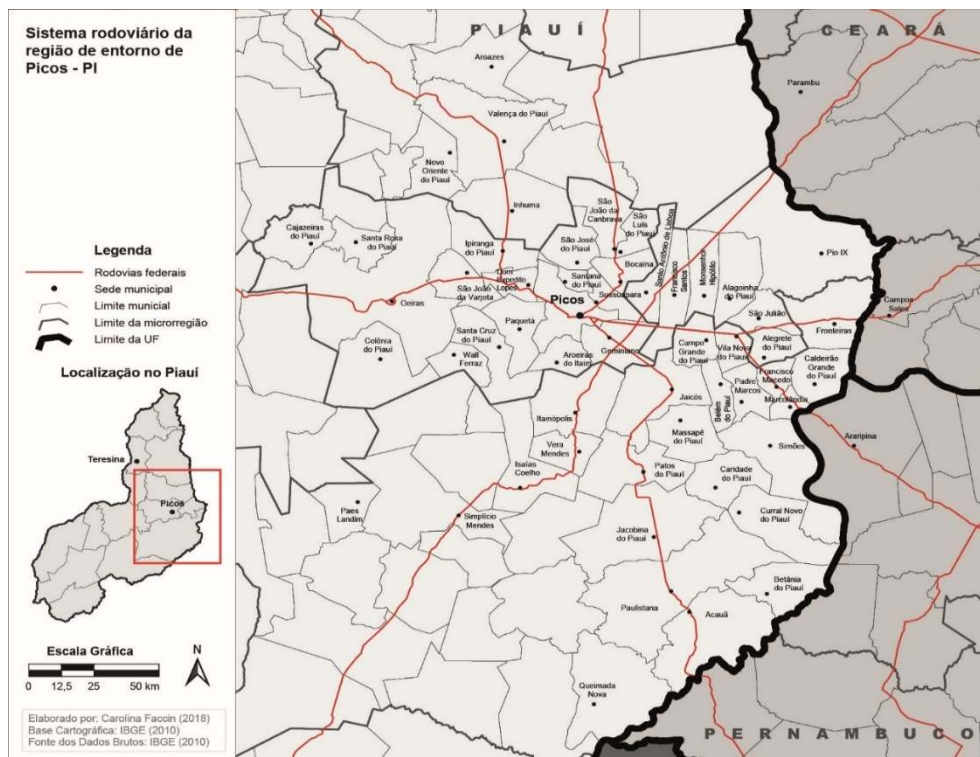 Sistema rodoviário da
região de entorno de
Picos - PI
Legenda
Rodovias federais
Sede municipal
Limite municial
Limite da microrregião
Limite da UF
Localização no Piauí
Teresina
Picos
Escala Gráfica
N
0 12,5 25 50 km
Elaborado por: Carolina Faccin (2018)
Base Cartográfica: IBGE (2010)
Fonte dos Dados Brutos: IBGE (2010)
PIAUÍ
CEARÁ
Aroazes
Parambu
Valença do Piauí
Novo
Oriente do
Piauí
Inhuma
São
João da
Canbrava
São
Luis do
Piauí
Santo Antônio de Lisboa
Cajazeiras
do Piauí
Santa Rosa
do Piauí
Ipiranga
do Piauí
São José
do Piauí
Bocaina
Francisco
Santos
Monsenhor
Hipólito
Pio IX
São João
da Varjota
Dom
Expedito
Lopes
Santana
do Piauí
Alagoinha
do Piauí
Oeiras
Picos
Sussuapara
São Julião
Campos
Sales
Fronteiras
Colônia
do Piauí
Santa Cruz
do Piauí
Paquetá
Geminiano
Wall
Ferraz
Aroeiras
do Itaim
Campo
Grande
do Piauí
Vila Nova
do Piauí
Alegrete
do Piauí
Caldeirão
Grande
do Piauí
Francisco
Macedo
Jaicós
Belém
do Piauí
Padre
Marcos
Marcolândia
Itainópolis
Massapê
do Piauí
Simões
Araripina
Vera
Mendes
Isaías
Coelho
Patos
do Piauí
Caridade
do Piauí
Paes
Landim
Simplício
Mendes
Curral Novo
do Piauí
Jacobina
do Piauí
Betânia
do Piauí
Paulistana
Acauã
Queimada
Nova
PERNAMBUCO